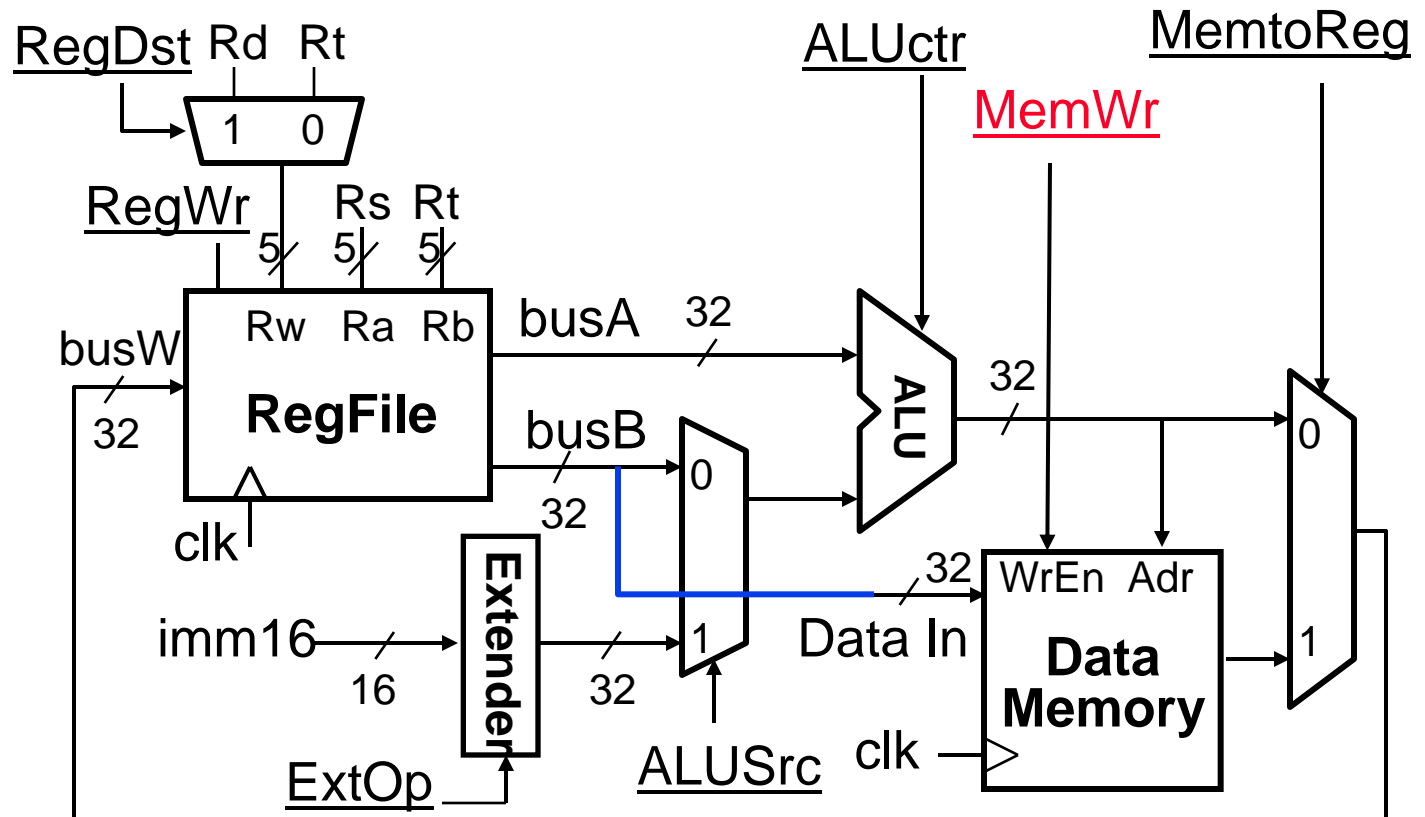 RegDst Rd Rt ALUctr MemtoReg
MemWr
1 0
RegWr Rs Rt
5 5 5
busW Rw Ra Rb busA 32
32 RegFile busB ALU 32 0
clk 32 0
imm16 16 Extender 32 1 Data In 32 WrEn Adr 1
Data
Memory
ExtOp ALUSrc clk